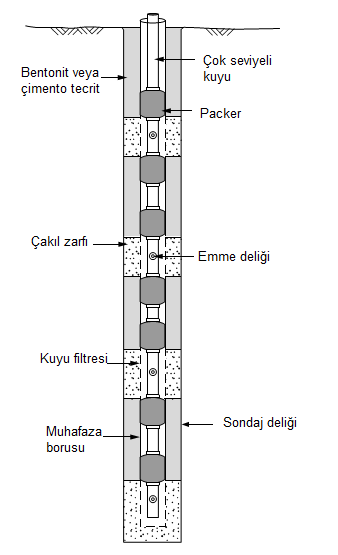 Çok seviyeli
kuyu
Bentonit veya
çimento tecrit
Packer
Çakıl zarfı
Emme deliği
Kuyu filtresi
Sondaj deliği
Muhafaza
borusu